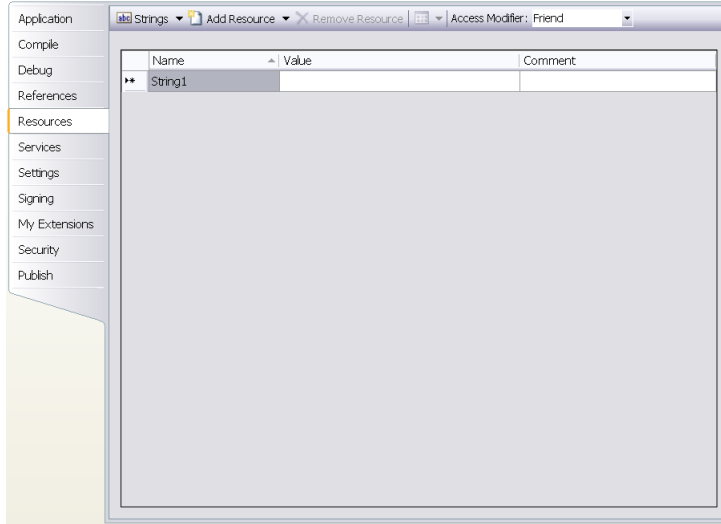 Application
Compile
Debug
References
Resources
Services
Settings
Signing
My Extensions
Security
Publish
abc Strings Add Resource Remove Resource Access Modifier: Friend
Name Value Comment
String1